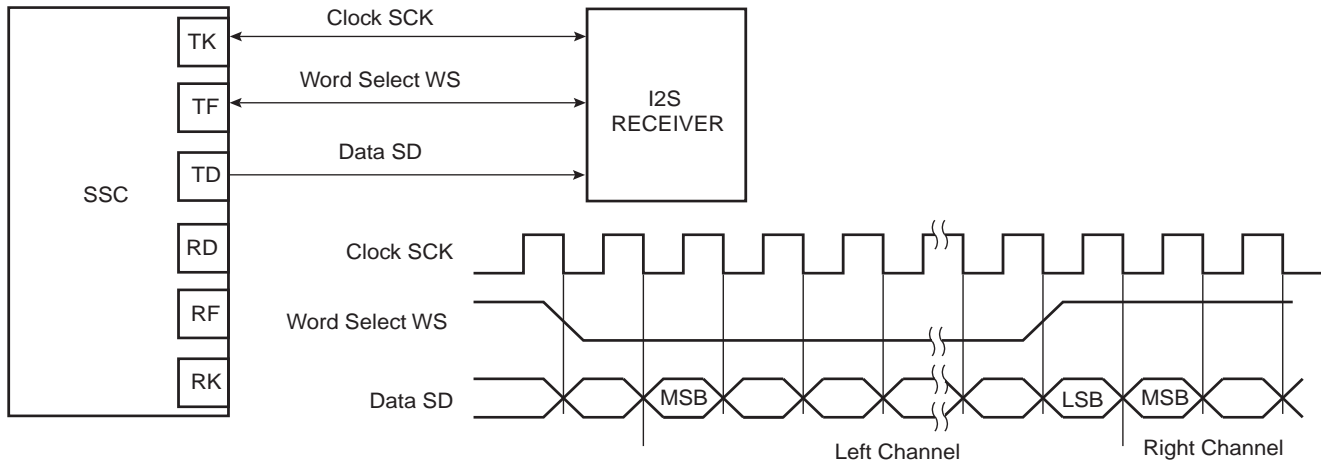 Clock SCK
TK
Word Select WS
TF
I2S
RECEIVER
Data SD
TD
SSC
RD
RF
RK
Clock SCK
Word Select WS
Data SD
MSB
LSB
MSB
Left Channel
Right Channel